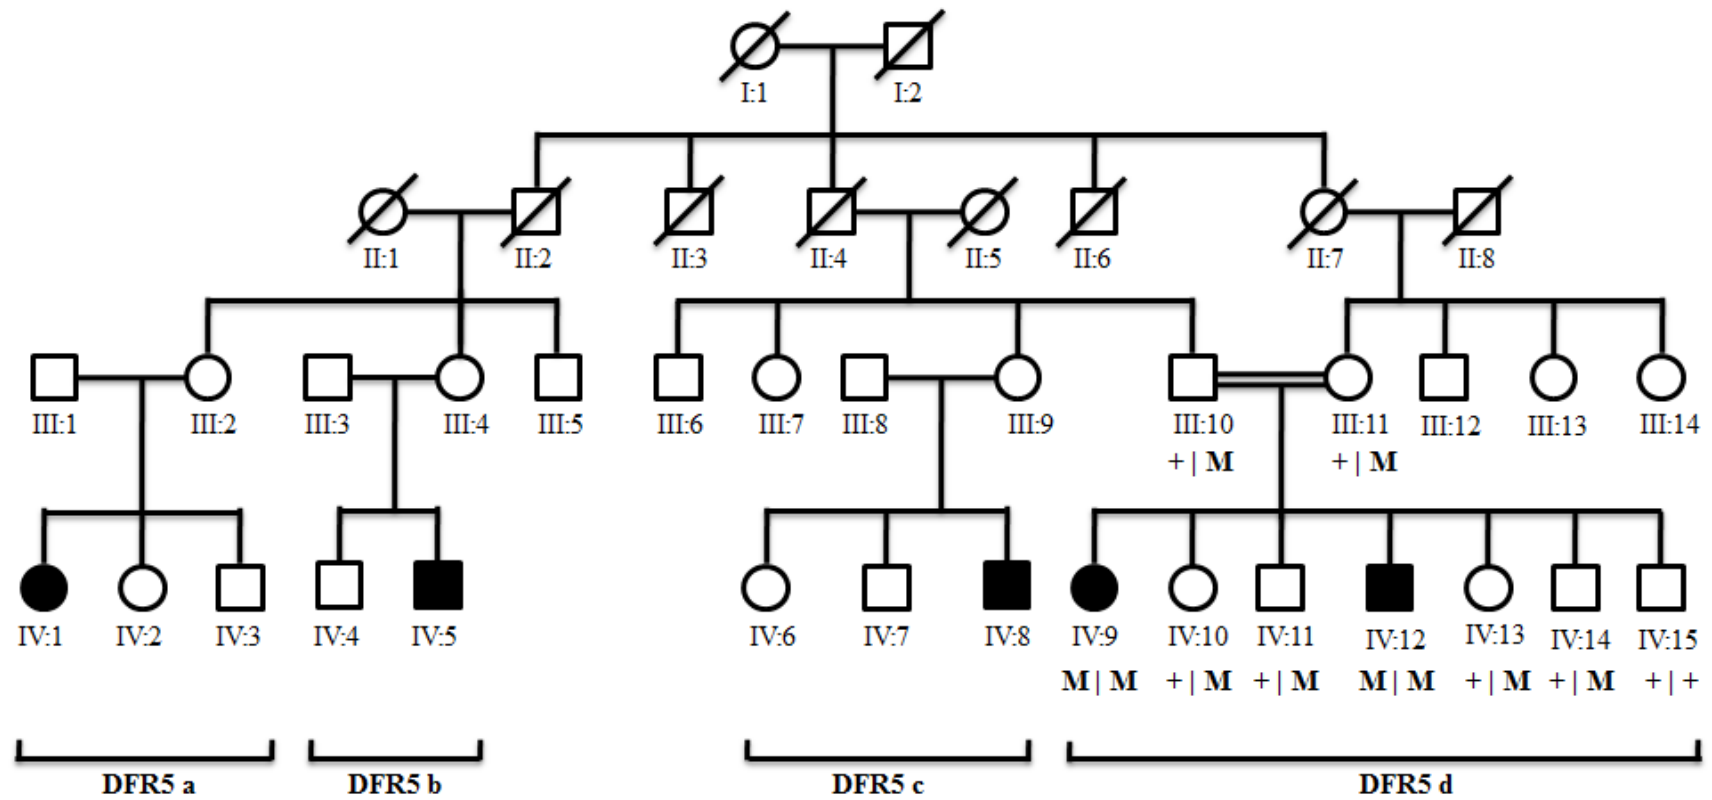 I:1 I:2
II:1 II:2 II:3 II:4 II:5 II:6 II:7 II:8
III:1 III:2 III:3 III:4 III:5 III:6 III:7 III:8 III:9 III:10 III:11 III:12 III:13 III:14
+ | M + | M
IV:1 IV:2 IV:3 IV:4 IV:5 IV:6 IV:7 IV:8 IV:9 IV:10 IV:11 IV:12 IV:13 IV:14 IV:15
M | M + | M + | M M | M + | M + | M + | +
DFR5 a DFR5 b DFR5 c DFR5 d